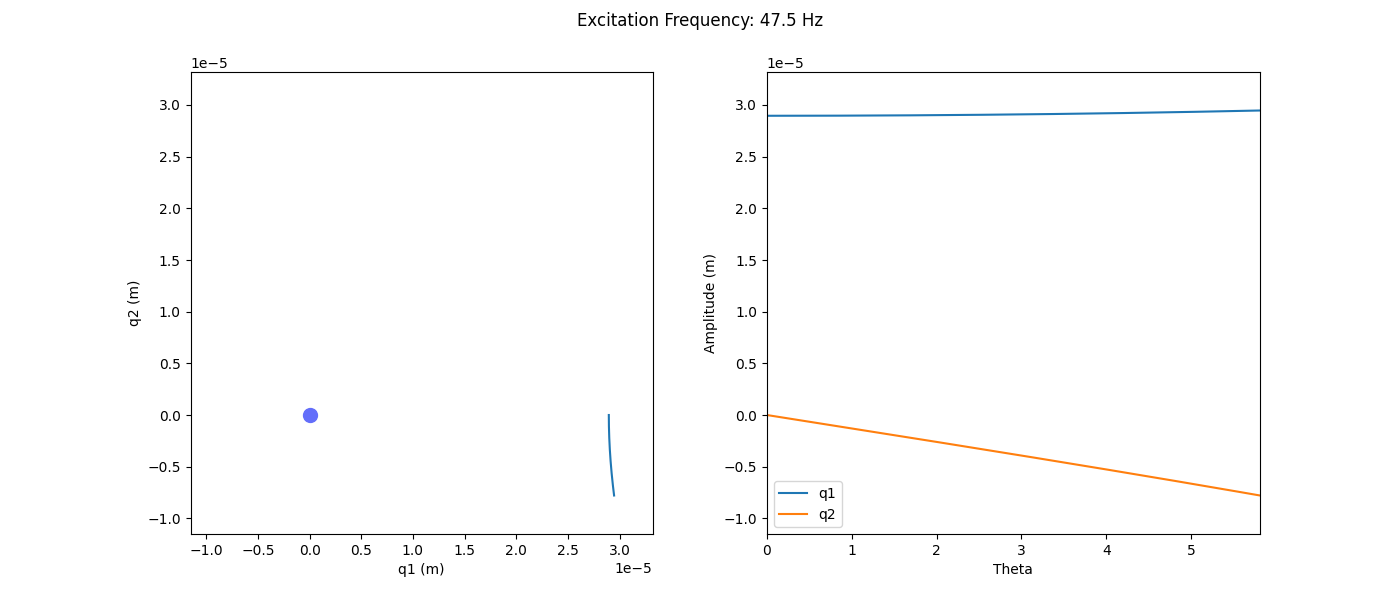 Excitation Frequency: 47.5 Hz
1e−5
3.0
2.5
2.0
1.5
1.0
0.5
0.0
−0.5
−1.0
q2 (m)
−1.0 −0.5 0.0 0.5 1.0 1.5 2.0 2.5 3.0
1e−5
q1 (m)
1e−5
3.0
2.5
2.0
1.5
1.0
0.5
0.0
−0.5
−1.0
Amplitude (m)
q1
q2
0 1 2 3 4 5
Theta